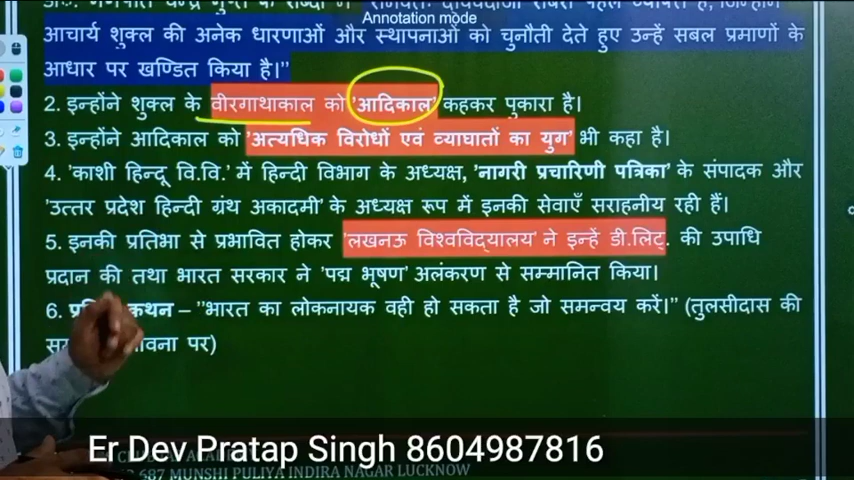 Annotation mode
आचार्य शुक्ल की अनेक धारणाओं और स्थापनाओं को चुनौती देते हुए उन्हें सबल प्रमाणों के
आधार पर खण्डित किया है।"
2. इन्होंने शुक्ल के वीरगाथाकाल को 'आदिकाल' कहकर पुकारा है।
3. इन्होंने आदिकाल को 'अत्यधिक विरोधों एवं व्याघातों का युग' भी कहा है।
4. 'काशी हिन्दू वि.वि.' में हिन्दी विभाग के अध्यक्ष, 'नागरी प्रचारिणी पत्रिका' के संपादक और
'उत्तर प्रदेश हिन्दी ग्रंथ अकादमी' के अध्यक्ष रूप में इनकी सेवाएँ सराहनीय रही हैं।
5. इनकी प्रतिभा से प्रभावित होकर 'लखनऊ विश्वविद्यालय' ने इन्हें डी.लिट्. की उपाधि
प्रदान की तथा भारत सरकार ने 'पद्म भूषण' अलंकरण से सम्मानित किया।
6. कथन – "भारत का लोकनायक वही हो सकता है जो समन्वय करें।" (तुलसीदास की
पर)
Er Dev Pratap Singh 8604987816
687 MUNSHI PULIYA INDIRA NAGAR LUCKNOW